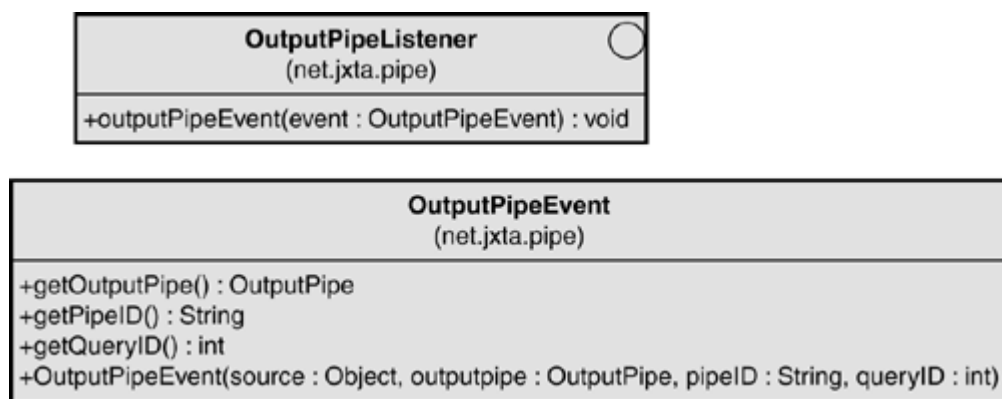 OutputPipeListener
(net.jxta.pipe)
+outputPipeEvent(event : OutputPipeEvent) : void
OutputPipeEvent
(net.jxta.pipe)
+getOutputPipe() : OutputPipe
+getPipeID() : String
+getQueryID() : int
+OutputPipeEvent(source : Object, outputpipe : OutputPipe, pipeID : String, queryID : int)